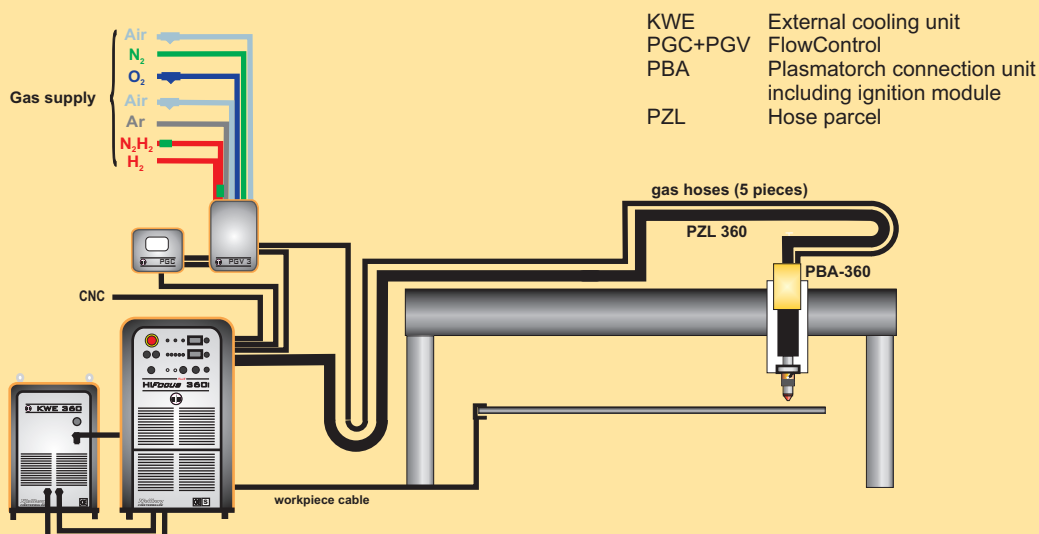 KWE External cooling unit
PGC+PGV FlowControl
PBA Plasmatorch connection unit
including ignition module
PZL Hose parcel
Gas supply
Air
N₂
O₂
Air
Ar
N₂H₂
H₂
gas hoses (5 pieces)
PZL 360
PBA-360
PGC
PGV 3
CNC
HiFocus 360i
KWE 360
workpiece cable
S